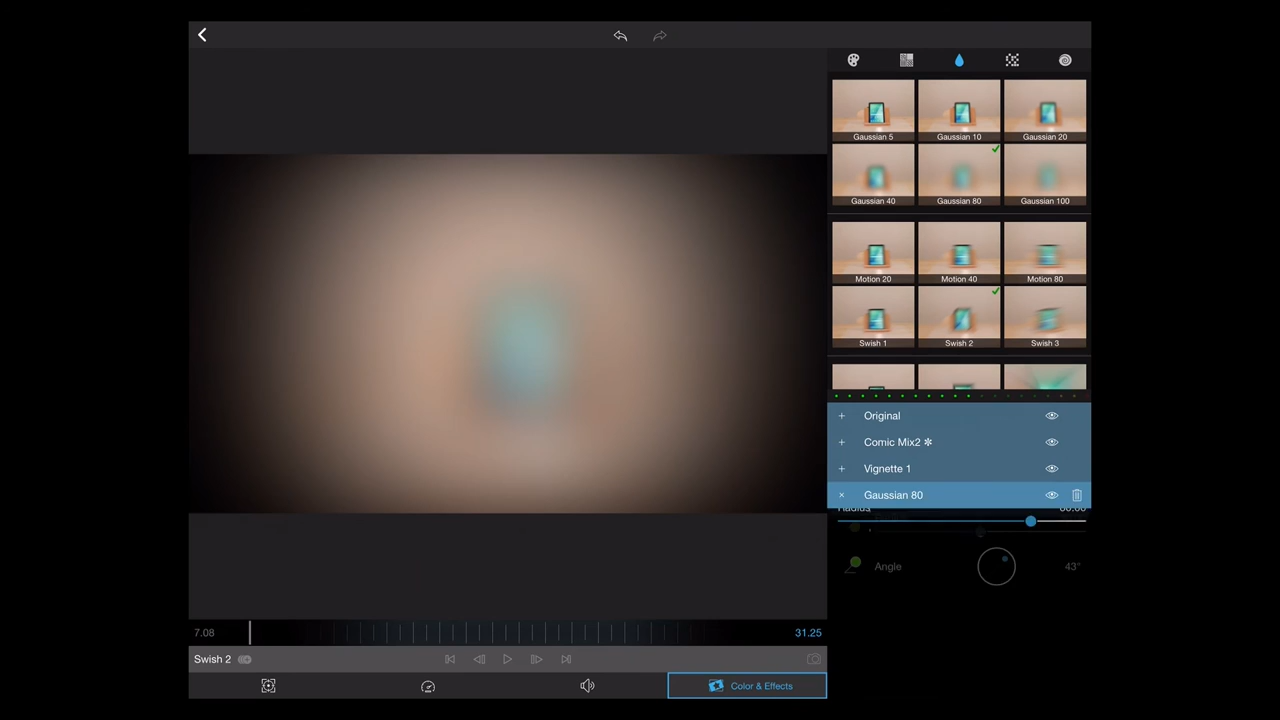 Gaussian 5
Gaussian 10
Gaussian 20
Gaussian 40
Gaussian 80
Gaussian 100
Motion 20
Motion 40
Motion 80
Swish 1
Swish 2
Swish 3
Original
Comic Mix2 ✻
Vignette 1
Gaussian 80
Radius 80.00
Angle 43°
7.08
31.25
Swish 2
Color & Effects